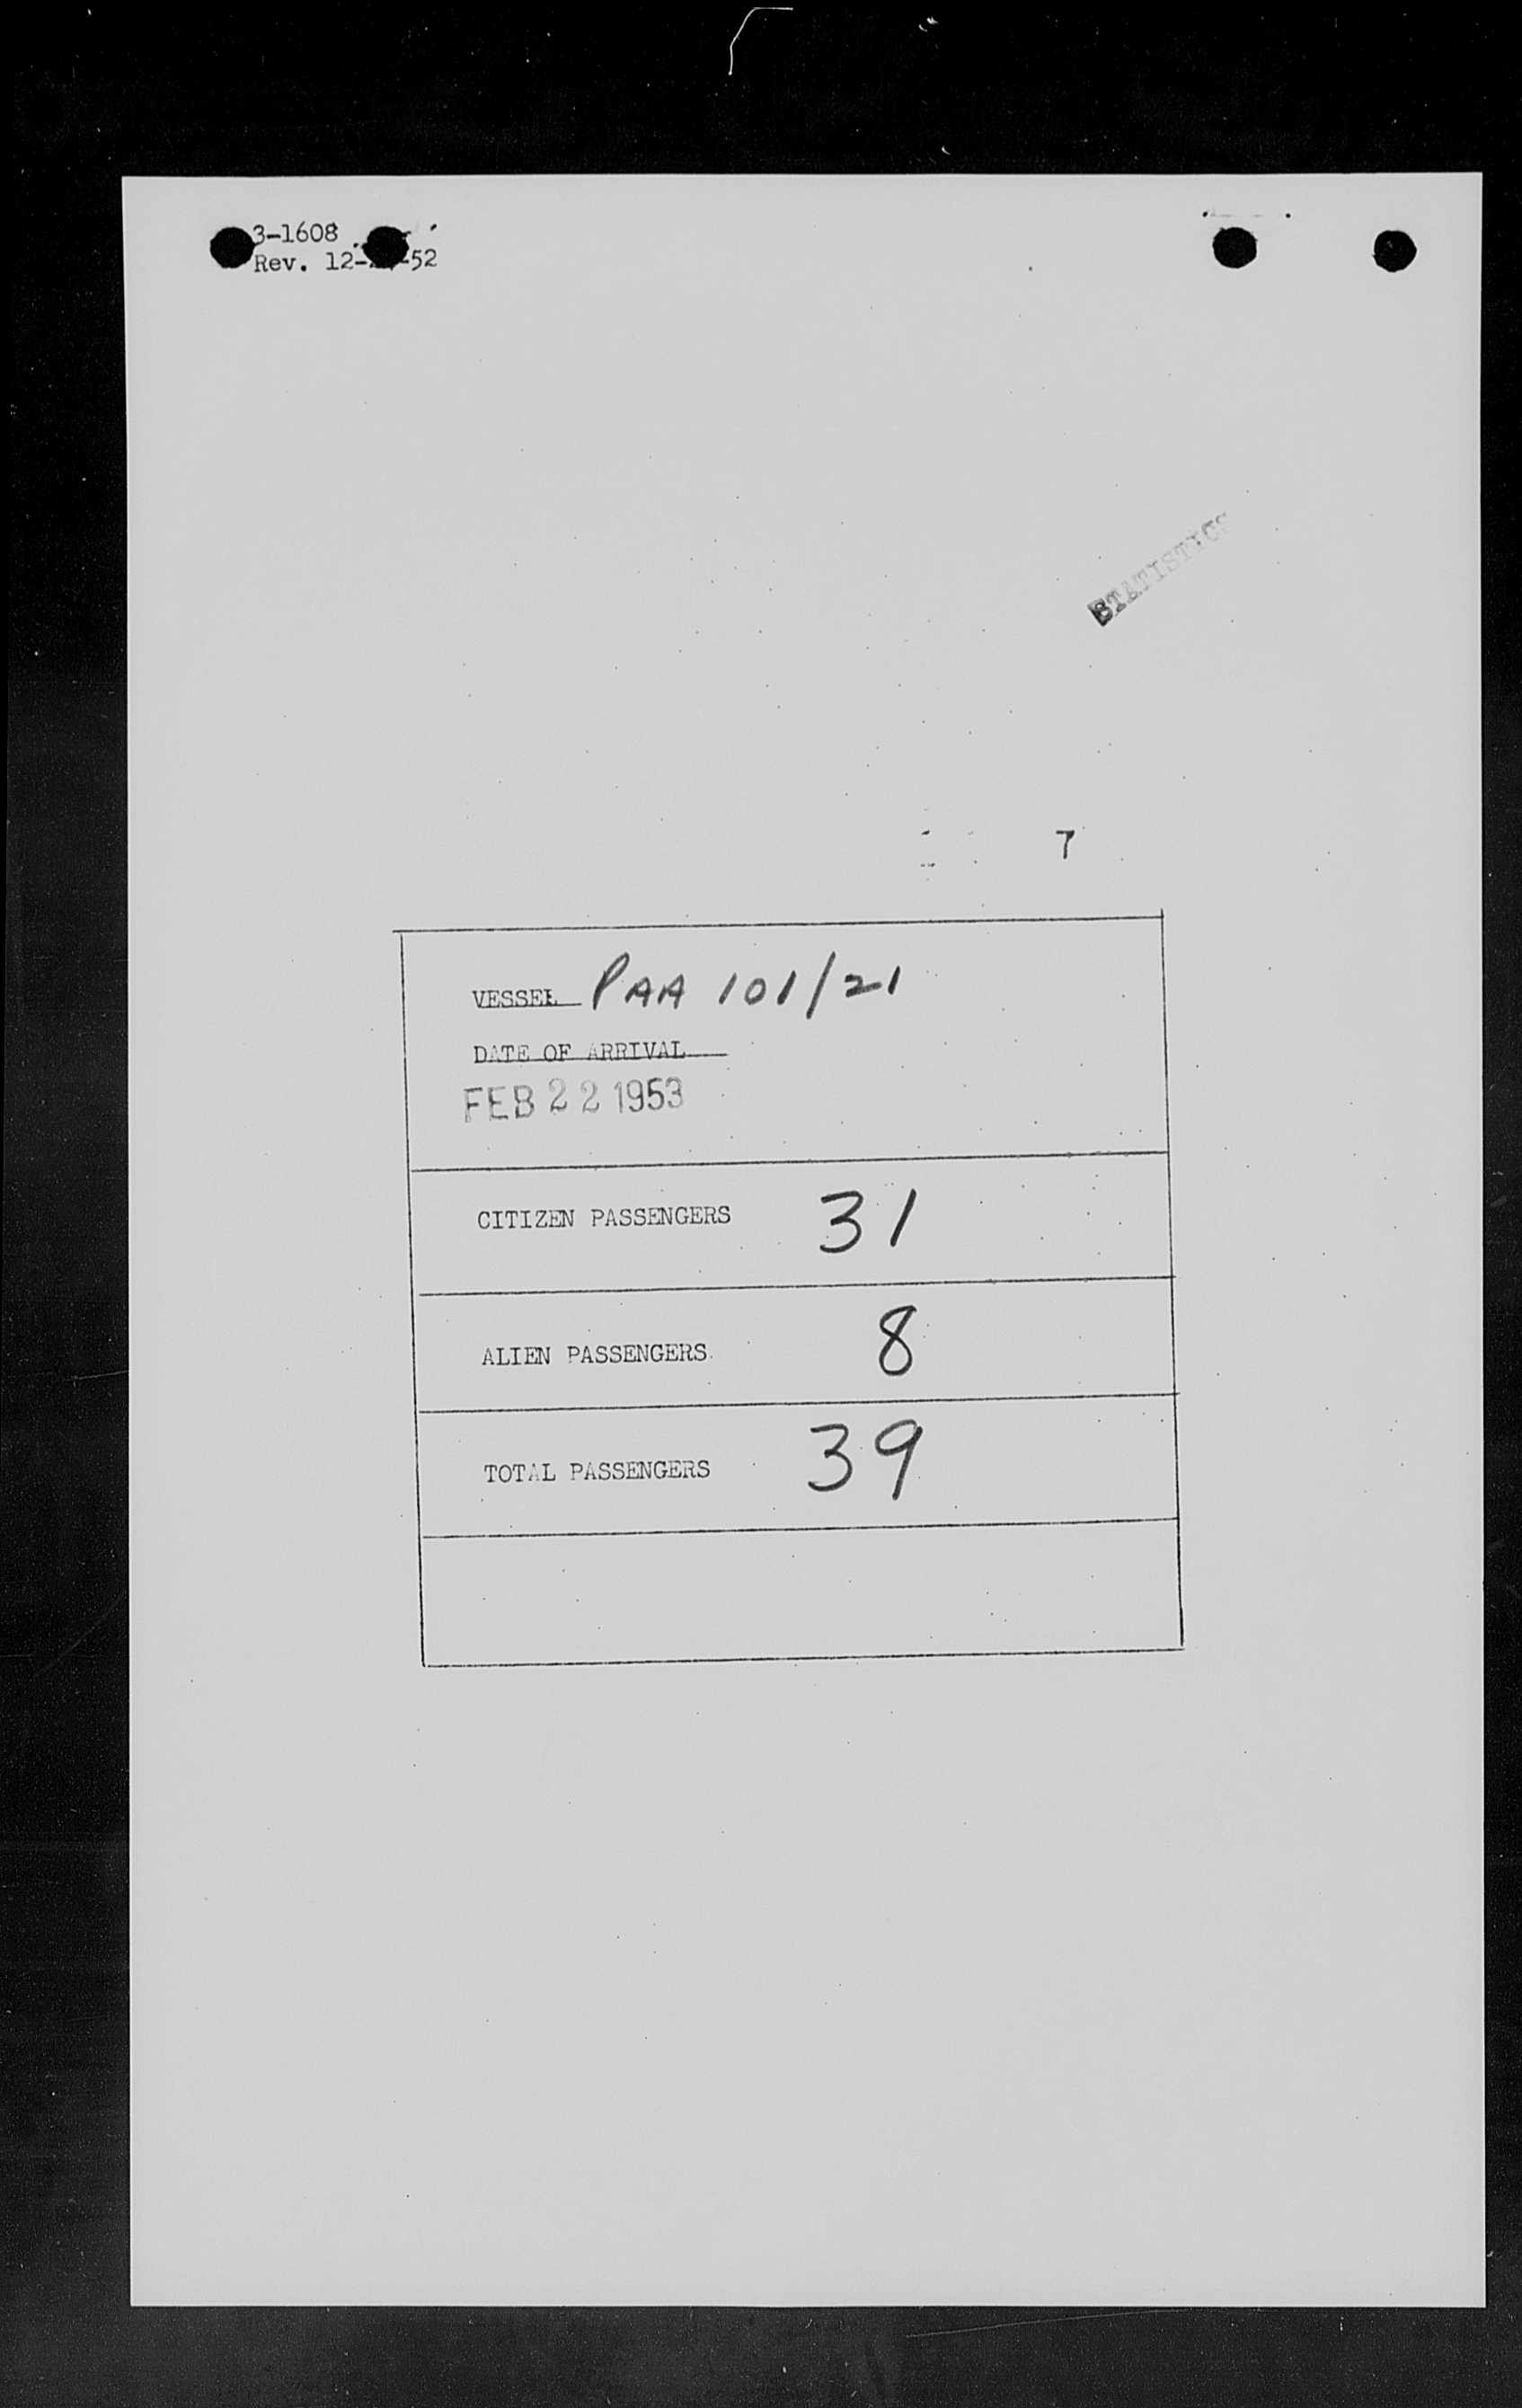 3-1608
Rev. 12- -52
STATISTICS
7
VESSEL PAA 101/21
DATE OF ARRIVAL
FEB 22 1953
CITIZEN PASSENGERS 31
ALIEN PASSENGERS 8
TOTAL PASSENGERS 39